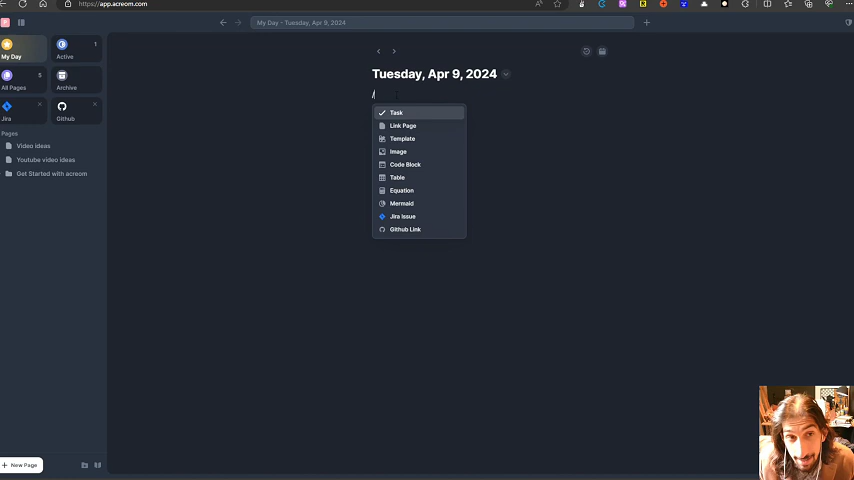 https://app.acreom.com
My Day - Tuesday, Apr 9, 2024
My Day
Active
1
All Pages
5
Archive
Jira
Github
Pages
Video ideas
Youtube video ideas
Get Started with acreom
New Page
Tuesday, Apr 9, 2024
/
Task
Link Page
Template
Image
Code Block
Table
Equation
Mermaid
Jira Issue
Github Link